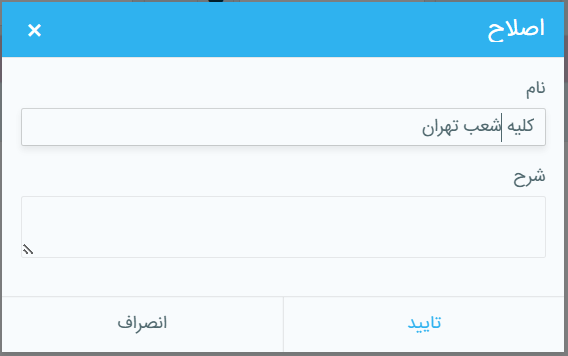 اصلاح ×
نام
کلیه شعب تهران
شرح
تایید انصراف